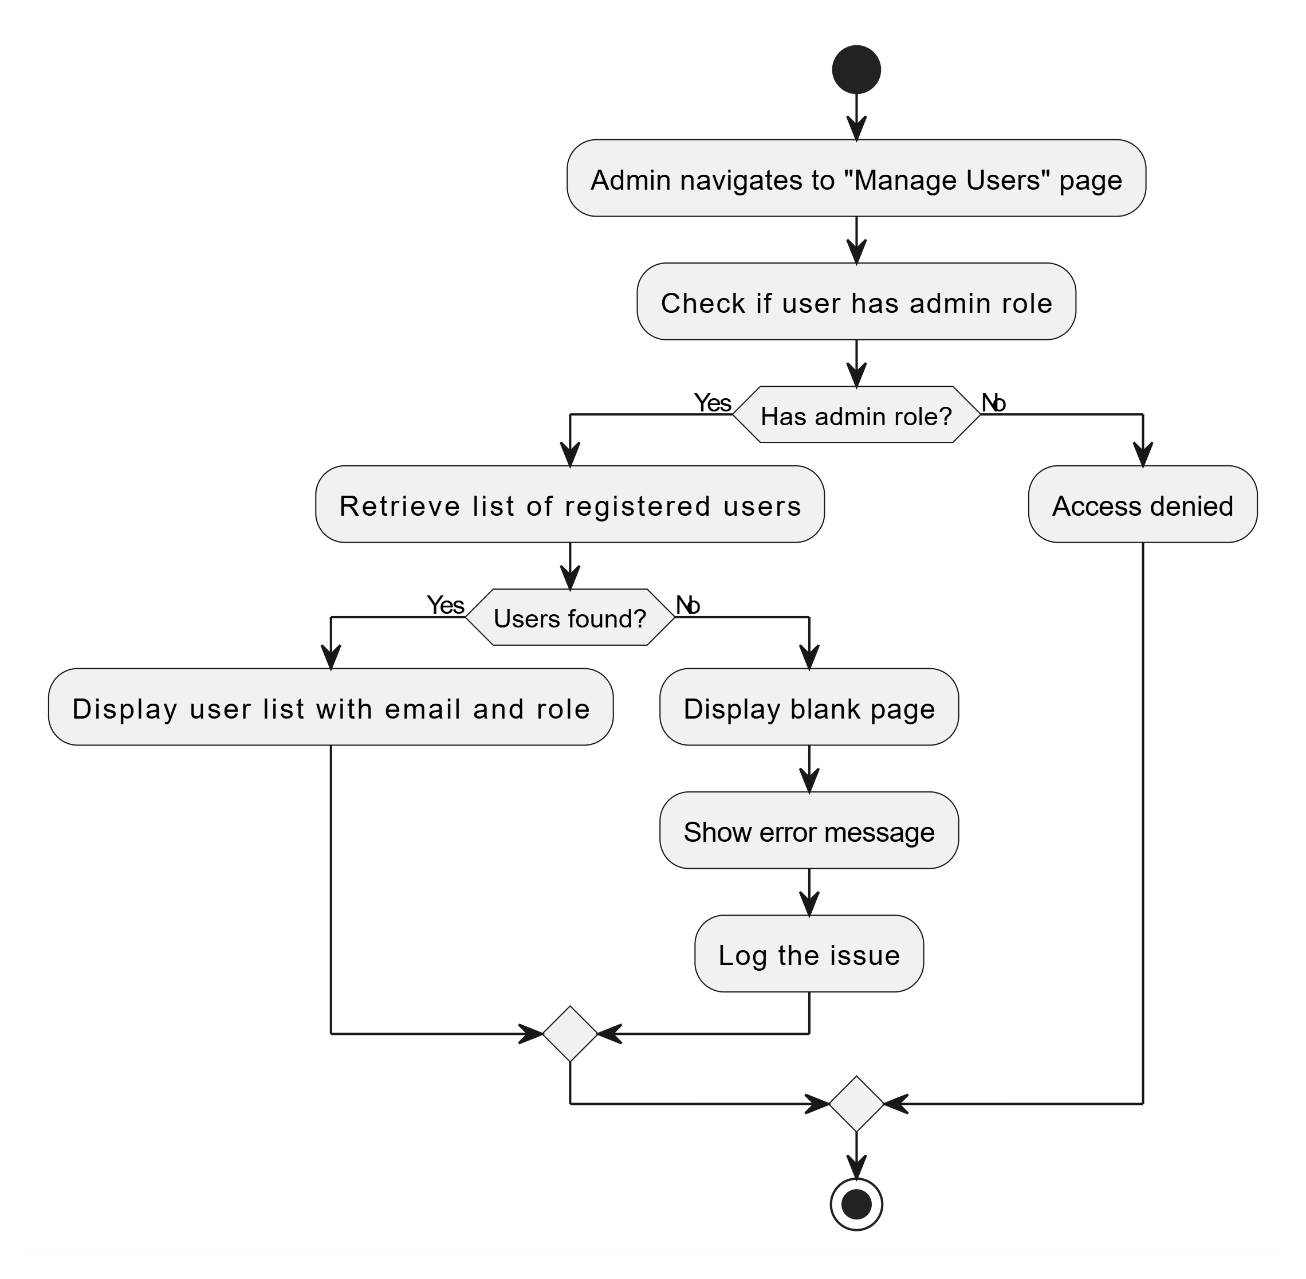 Admin navigates to "Manage Users" page
Check if user has admin role
Yes
Has admin role?
No
Retrieve list of registered users
Access denied
Yes
Users found?
No
Display user list with email and role
Display blank page
Show error message
Log the issue